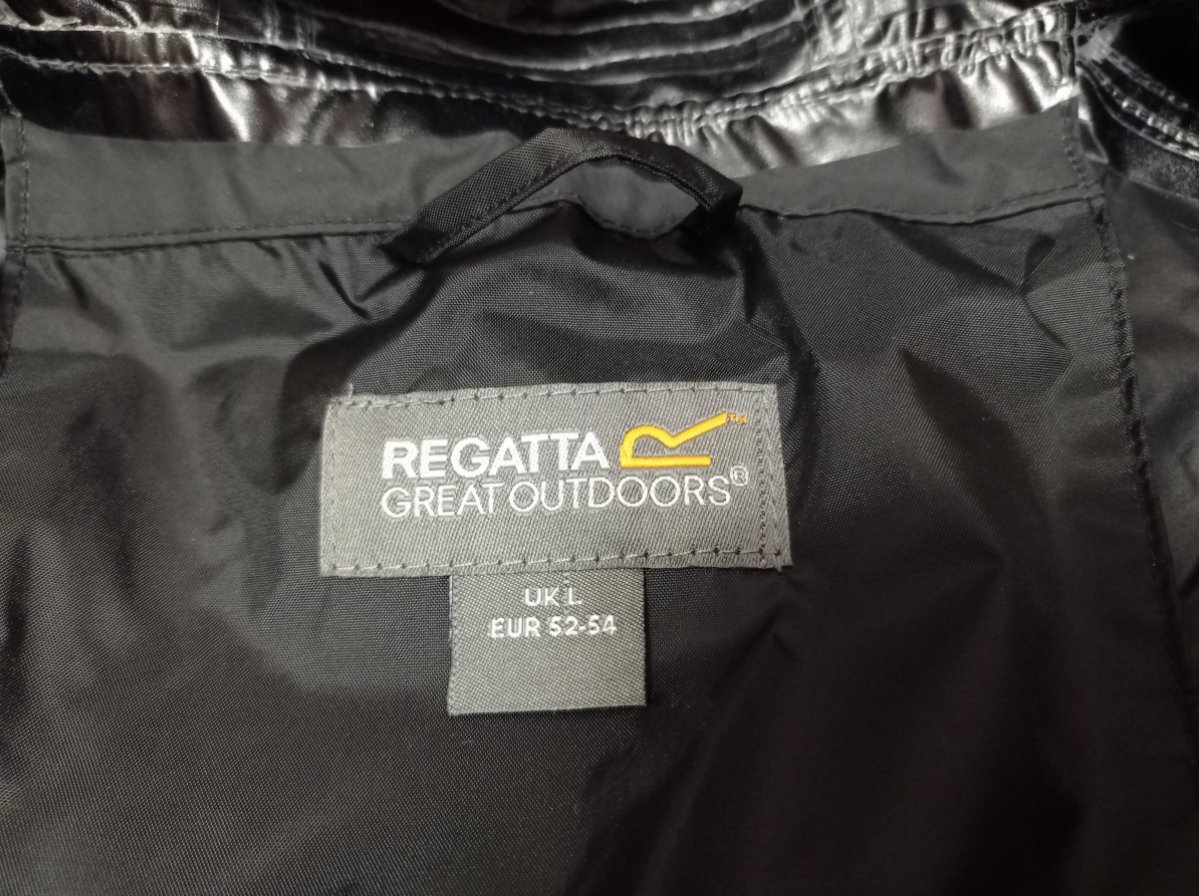 REGATTA
GREAT OUTDOORS®
UK L
EUR 52-54